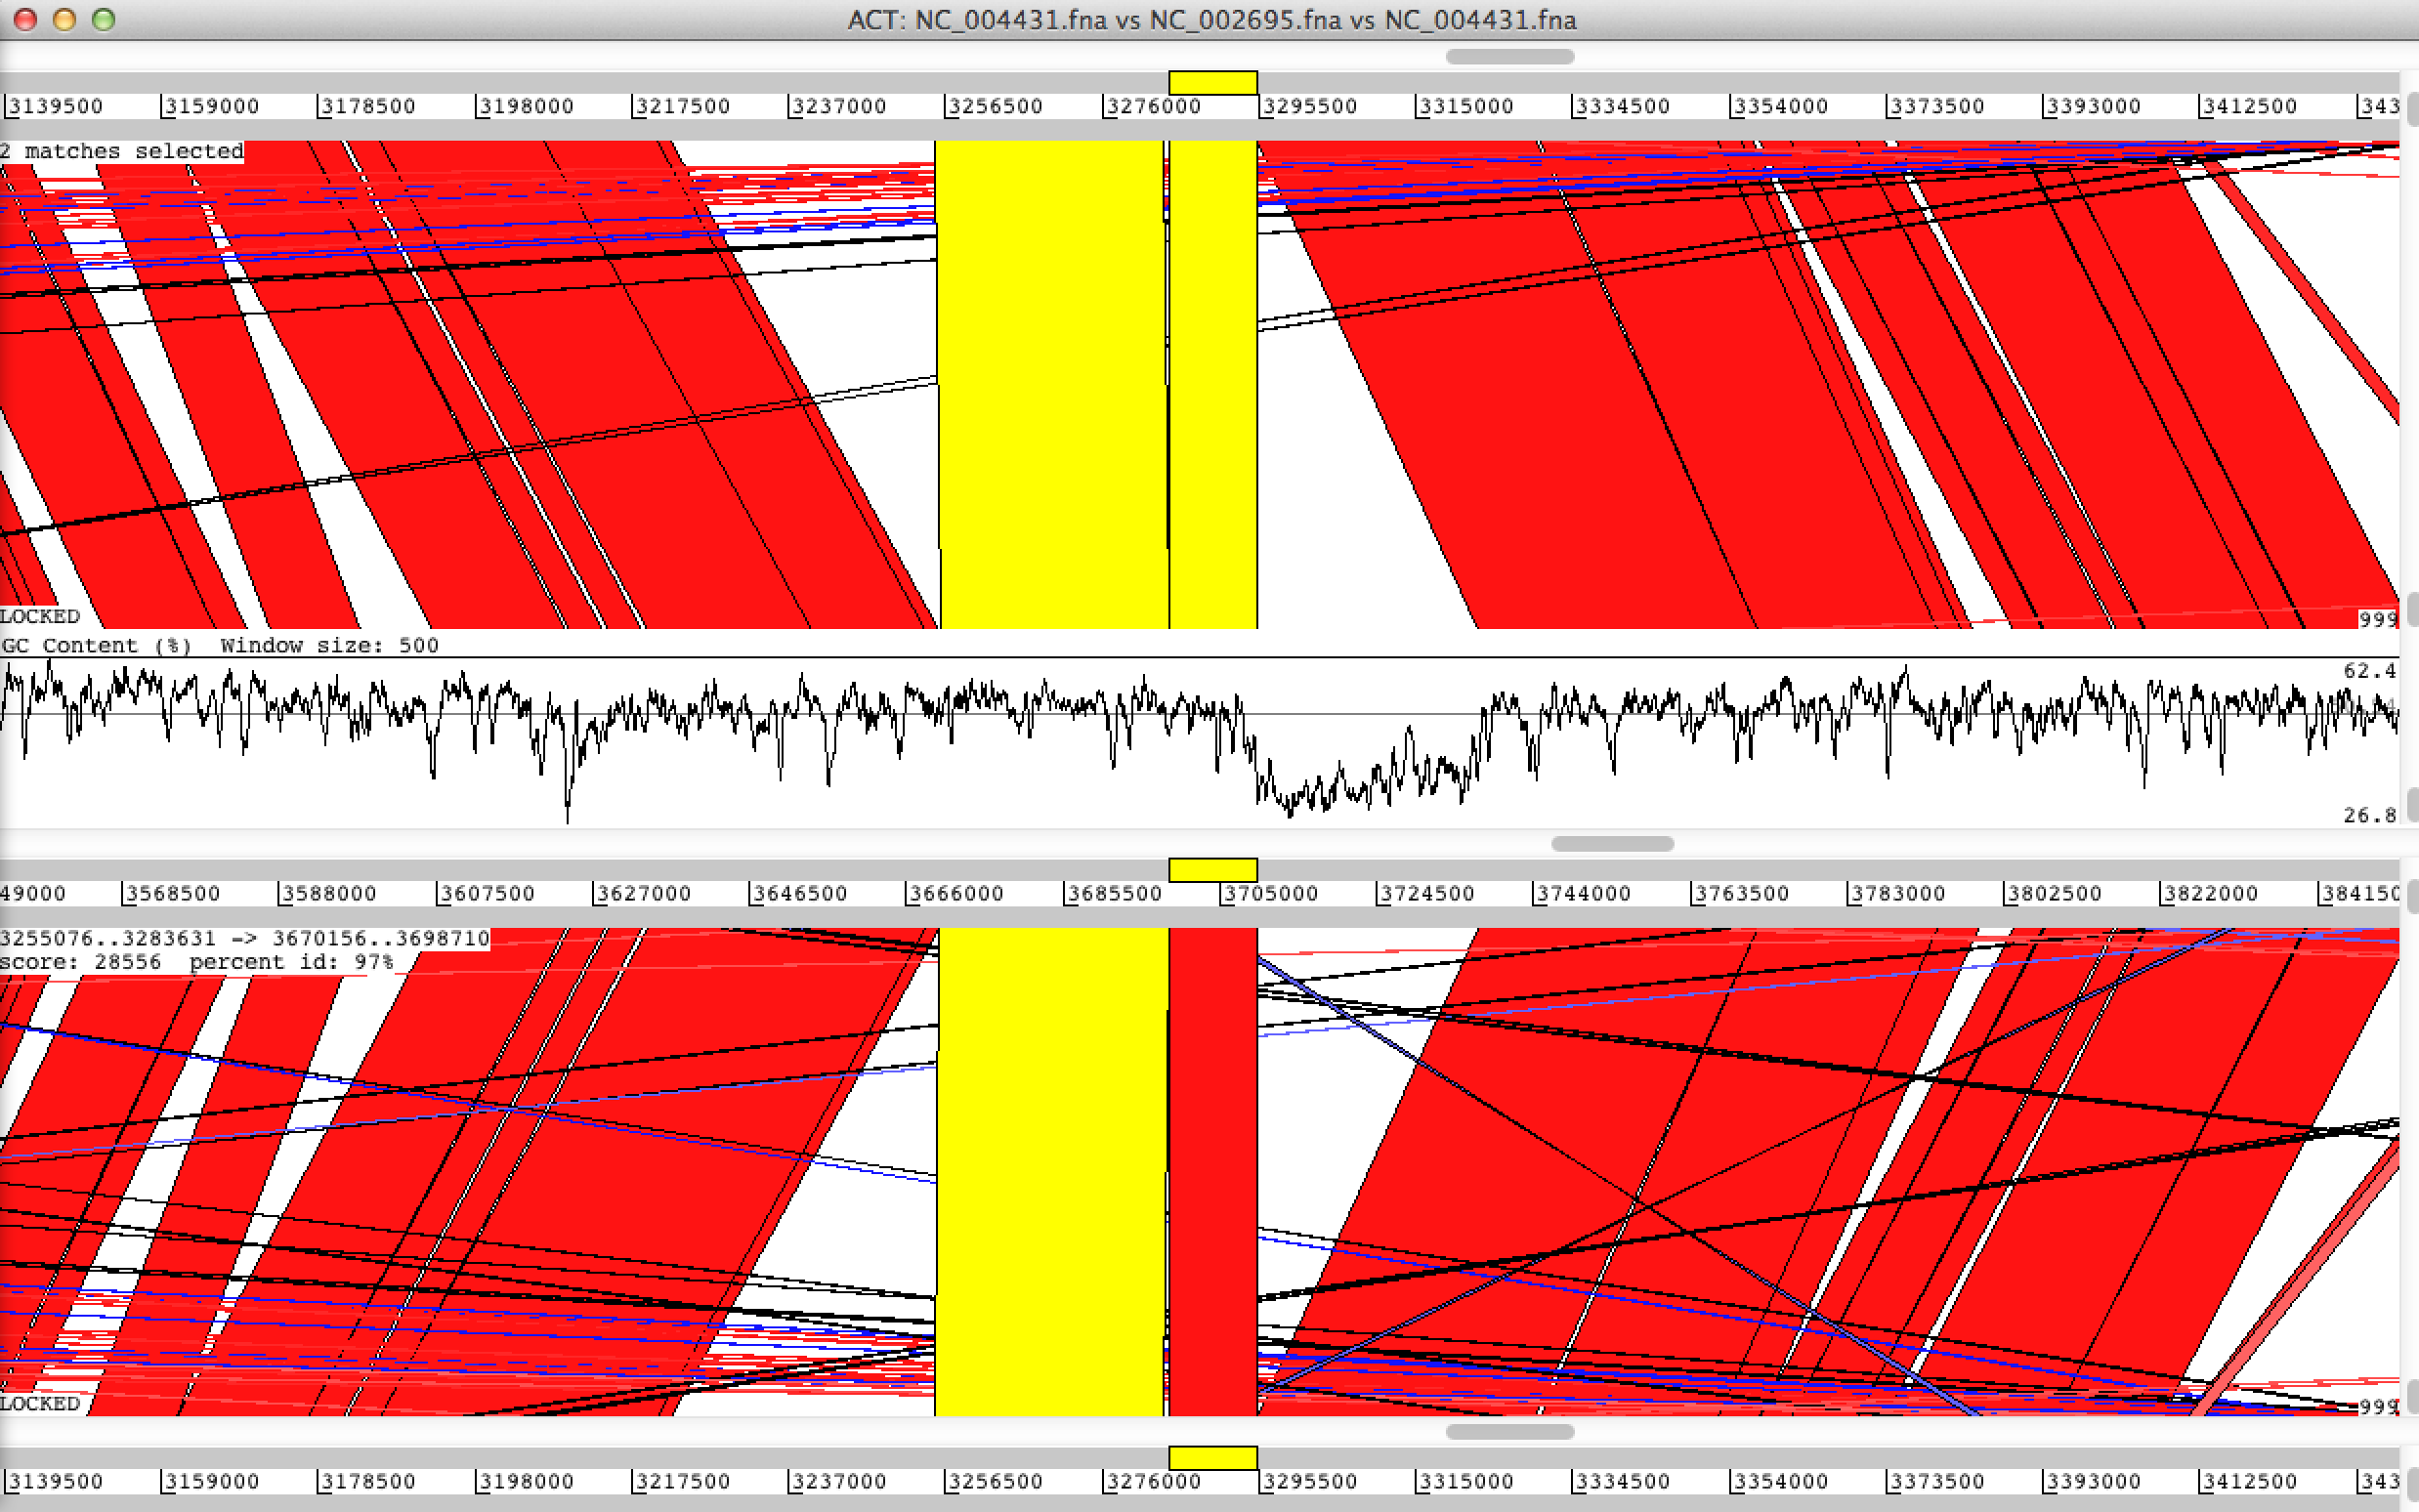 ACT: NC_004431.fna vs NC_002695.fna vs NC_004431.fna
3139500 3159000 3178500 3198000 3217500 3237000 3256500 3276000 3295500 3315000 3334500 3354000 3373500 3393000 3412500 343
2 matches selected
LOCKED 999
GC Content (%)  Window size: 500
62.4
26.8
49000 3568500 3588000 3607500 3627000 3646500 3666000 3685500 3705000 3724500 3744000 3763500 3783000 3802500 3822000 384150
3255076..3283631 -> 3670156..3698710
score: 28556  percent id: 97%
LOCKED 999
3139500 3159000 3178500 3198000 3217500 3237000 3256500 3276000 3295500 3315000 3334500 3354000 3373500 3393000 3412500 343